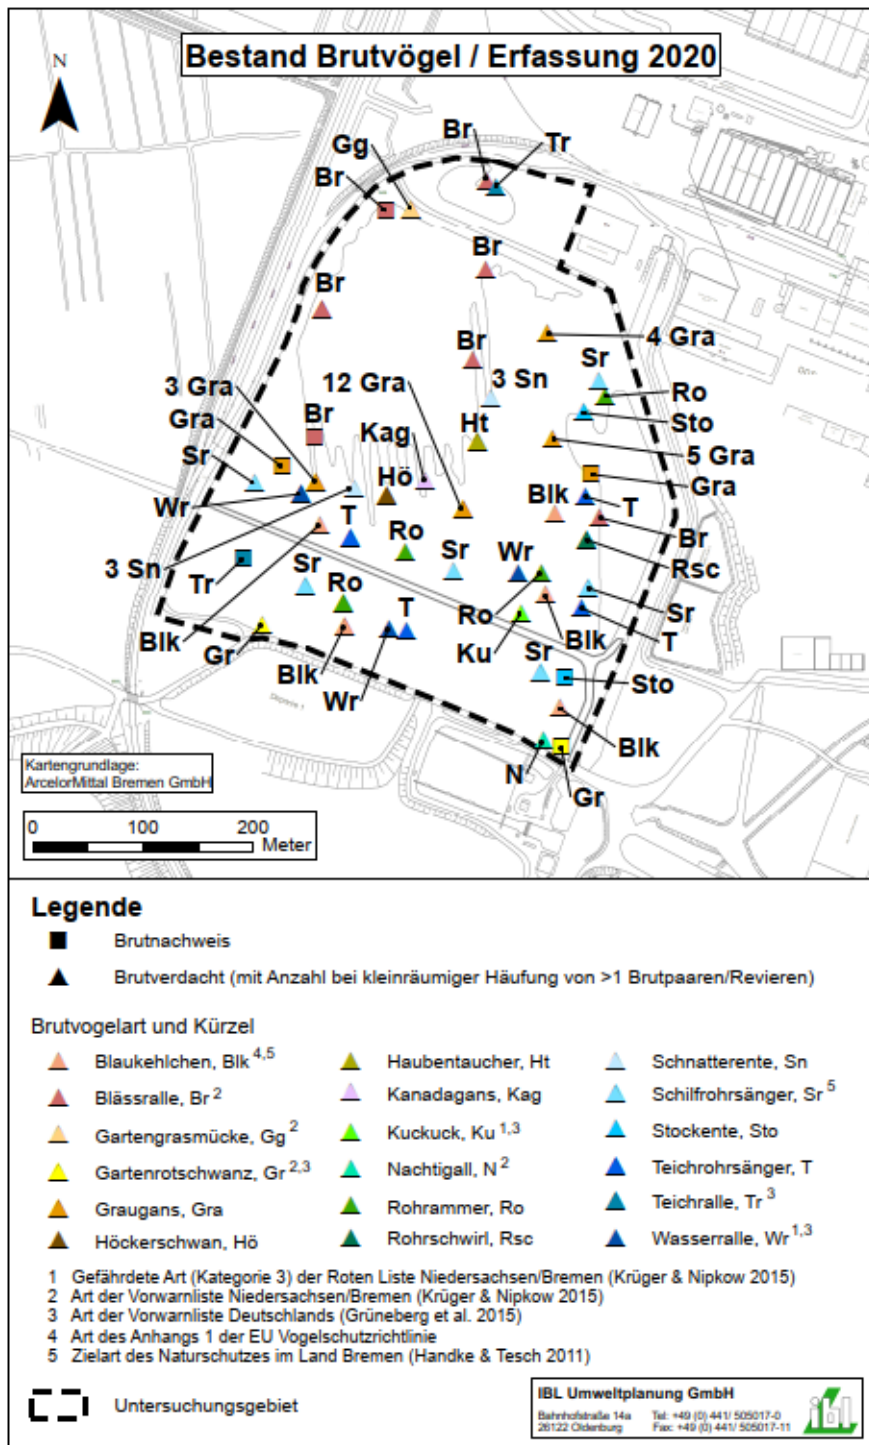 Bestand Brutvögel / Erfassung 2020
N
Br
Tr
Gg
Br
Br
Br
4 Gra
Br
Sr
3 Gra
12 Gra
3 Sn
Ro
Gra
Br
Kag
Ht
Sto
Sr
5 Gra
Hö
Gra
Wr
Blk
T
T
Br
3 Sn
Ro
Sr
Wr
Rsc
Tr
Sr
Ro
Ro
Sr
Blk
Gr
Blk
T
Ku
Blk
T
Wr
Sr
Sto
Blk
N
Gr
Kartengrundlage:
ArcelorMittal Bremen GmbH
0 100 200
Meter
Legende
Brutnachweis
Brutverdacht (mit Anzahl bei kleinräumiger Häufung von >1 Brutpaaren/Revieren)
Brutvogelart und Kürzel
Blaukehlchen, Blk 4,5
Haubentaucher, Ht
Schnatterente, Sn
Blässralle, Br 2
Kanadagans, Kag
Schilfrohrsänger, Sr 5
Gartengrasmücke, Gg 2
Kuckuck, Ku 1,3
Stockente, Sto
Gartenrotschwanz, Gr 2,3
Nachtigall, N 2
Teichrohrsänger, T
Graugans, Gra
Rohrammer, Ro
Teichralle, Tr 3
Höckerschwan, Hö
Rohrschwirl, Rsc
Wasserralle, Wr 1,3
1 Gefährdete Art (Kategorie 3) der Roten Liste Niedersachsen/Bremen (Krüger & Nipkow 2015)
2 Art der Vorwarnliste Niedersachsen/Bremen (Krüger & Nipkow 2015)
3 Art der Vorwarnliste Deutschlands (Grüneberg et al. 2015)
4 Art des Anhangs 1 der EU Vogelschutzrichtlinie
5 Zielart des Naturschutzes im Land Bremen (Handke & Tesch 2011)
Untersuchungsgebiet
IBL Umweltplanung GmbH
Bahnhofstraße 14a Tel: +49 (0) 441/ 505017-0
26122 Oldenburg Fax: +49 (0) 441/ 505017-11
ibl